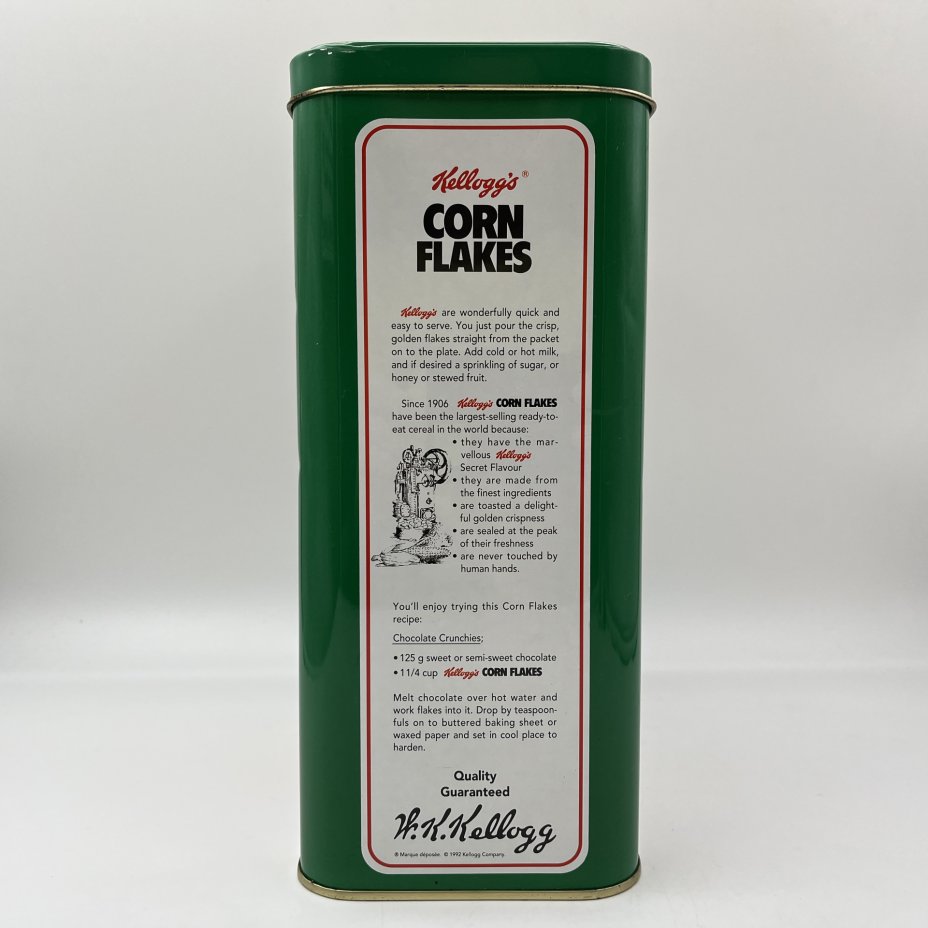 Kellogg's®
CORN
FLAKES
Kellogg's are wonderfully quick and
easy to serve. You just pour the crisp,
golden flakes straight from the packet
on to the plate. Add cold or hot milk,
and if desired a sprinkling of sugar, or
honey or stewed fruit.
Since 1906 Kellogg's CORN FLAKES
have been the largest-selling ready-to-
eat cereal in the world because:
• they have the mar-
vellous Kellogg's
Secret Flavour
• they are made from
the finest ingredients
• are toasted a delight-
ful golden crispness
• are sealed at the peak
of their freshness
• are never touched by
human hands.
You'll enjoy trying this Corn Flakes
recipe:
Chocolate Crunchies;
• 125 g sweet or semi-sweet chocolate
• 1 1/4 cup Kellogg's CORN FLAKES
Melt chocolate over hot water and
work flakes into it. Drop by teaspoon-
fuls on to buttered baking sheet or
waxed paper and set in cool place to
harden.
Quality
Guaranteed
W.K.Kellogg
® Marque déposée. © 1992 Kellogg Company.